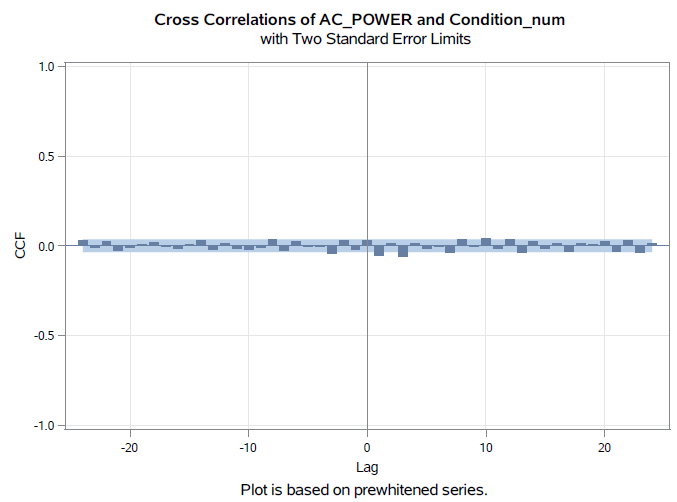 Cross Correlations of AC_POWER and Condition_num
with Two Standard Error Limits
1.0
0.5
0.0
-0.5
-1.0
CCF
-20 -10 0 10 20
Lag
Plot is based on prewhitened series.